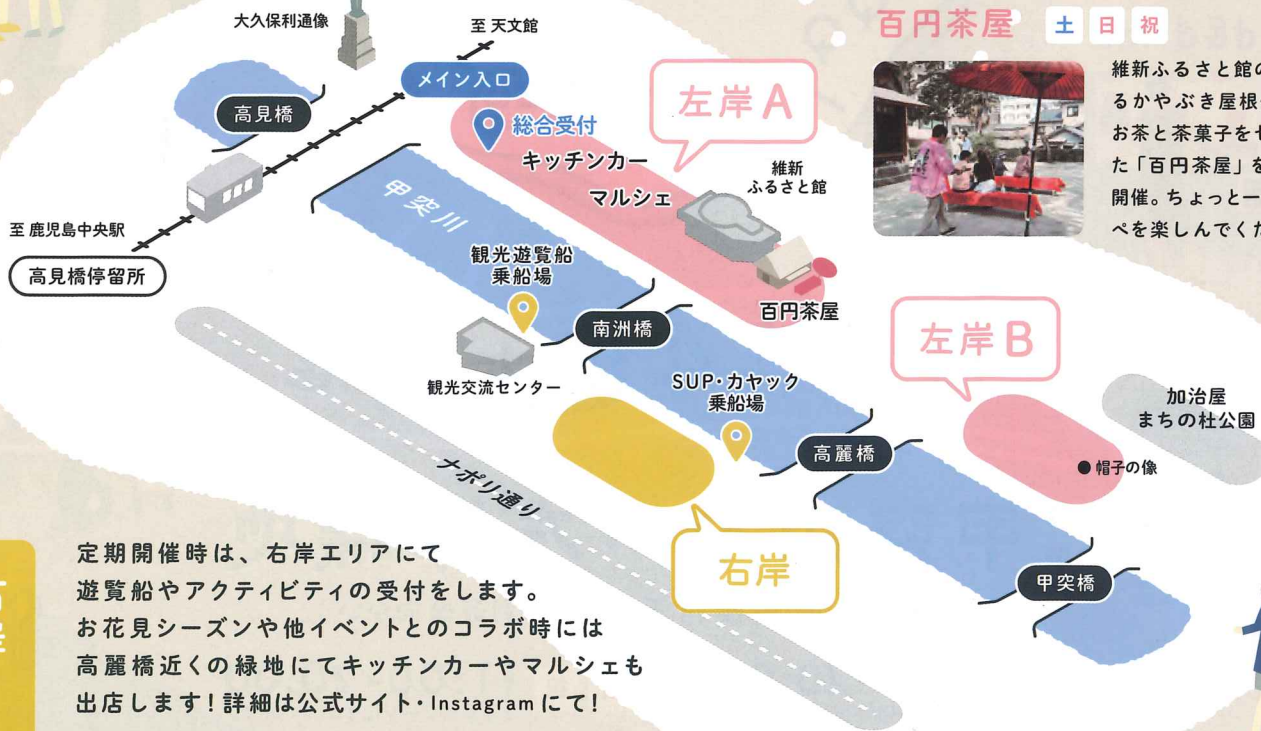 大久保利通像
至 天文館
メイン入口
高見橋
総合受付
キッチンカー
マルシェ
左岸A
維新
ふるさと館
百円茶屋
至 鹿児島中央駅
高見橋停留所
甲突川
観光遊覧船
乗船場
観光交流センター
南洲橋
SUP・カヤック
乗船場
高麗橋
左岸B
加治屋
まちの杜公園
●帽子の像
甲突橋
右岸
ナポリ通り
百円茶屋 土 日 祝
維新ふるさと館の
るかやぶき屋根
お茶と茶菓子をセ
た「百円茶屋」を
開催。ちょっと一
ペを楽しんでくだ
定期開催時は、右岸エリアにて
遊覧船やアクティビティの受付をします。
お花見シーズンや他イベントとのコラボ時には
高麗橋近くの緑地にてキッチンカーやマルシェも
出店します!詳細は公式サイト・Instagramにて!